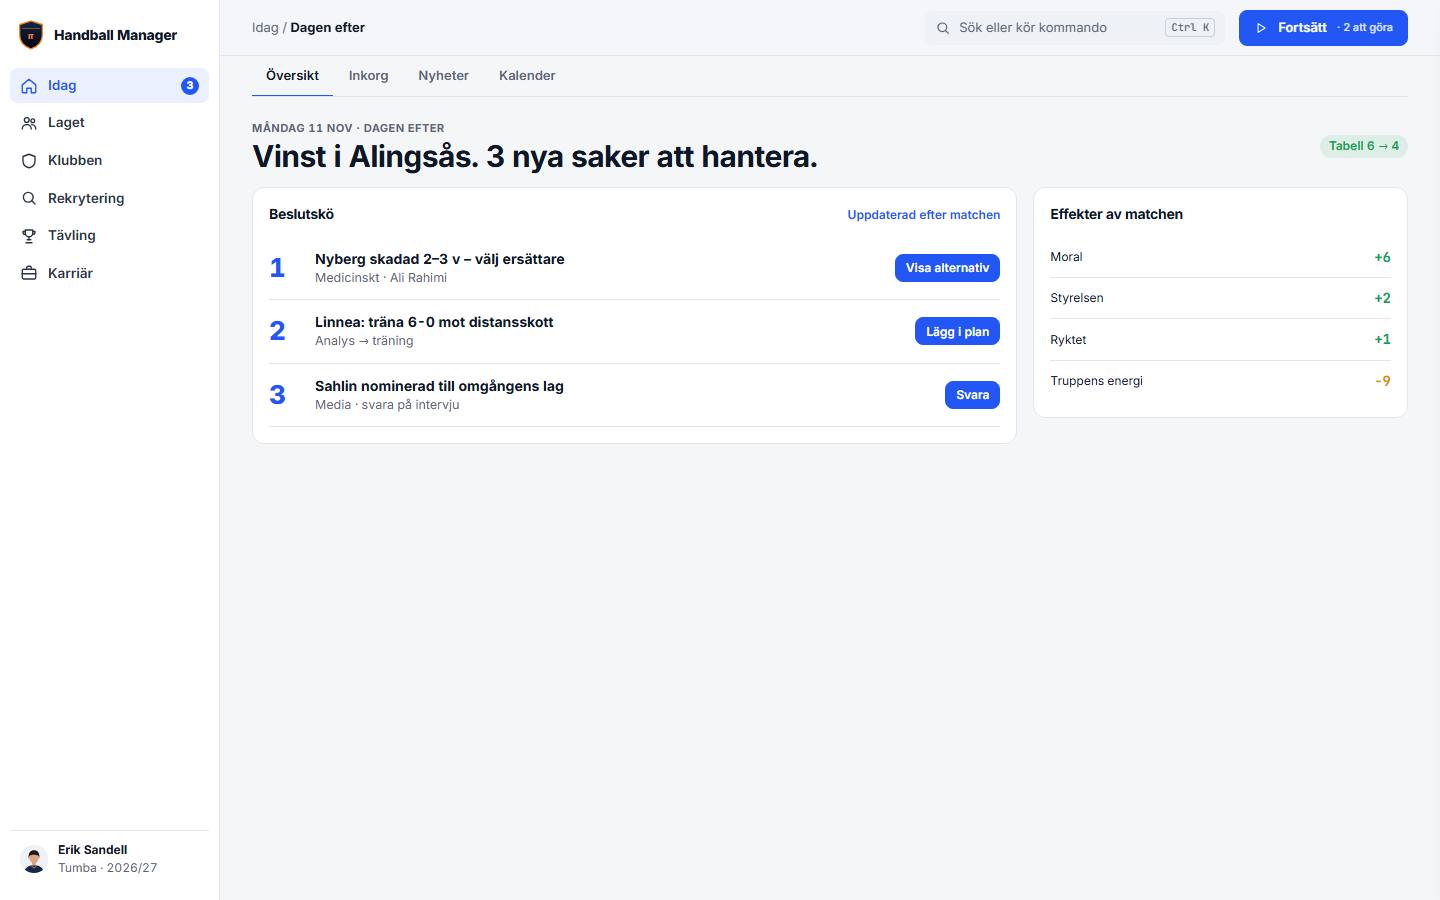 Handball Manager
Idag 3
Laget
Klubben
Rekrytering
Tävling
Karriär
Erik Sandell
Tumba · 2026/27
Idag / Dagen efter
Sök eller kör kommando Ctrl K
Fortsätt · 2 att göra
Översikt Inkorg Nyheter Kalender
MÅNDAG 11 NOV · DAGEN EFTER
Vinst i Alingsås. 3 nya saker att hantera.
Tabell 6 → 4
Beslutskö Uppdaterad efter matchen
1 Nyberg skadad 2–3 v – välj ersättare
Medicinskt · Ali Rahimi
Visa alternativ
2 Linnea: träna 6-0 mot distansskott
Analys → träning
Lägg i plan
3 Sahlin nominerad till omgångens lag
Media · svara på intervju
Svara
Effekter av matchen
Moral +6
Styrelsen +2
Ryktet +1
Truppens energi -9